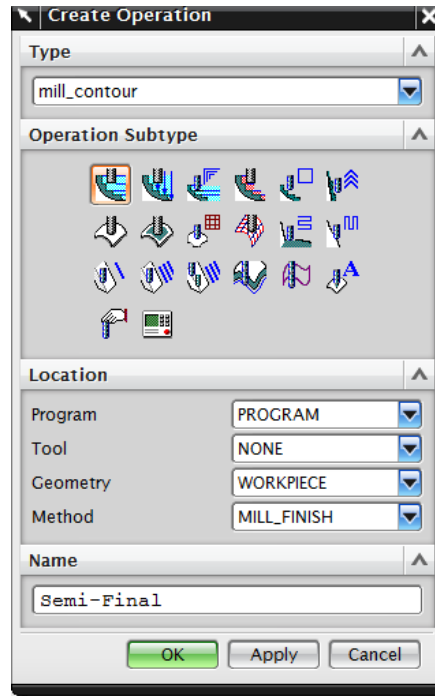 Create Operation
Type
mill_contour
Operation Subtype
A
Location
Program PROGRAM
Tool NONE
Geometry WORKPIECE
Method MILL_FINISH
Name
Semi-Final
OK Apply Cancel